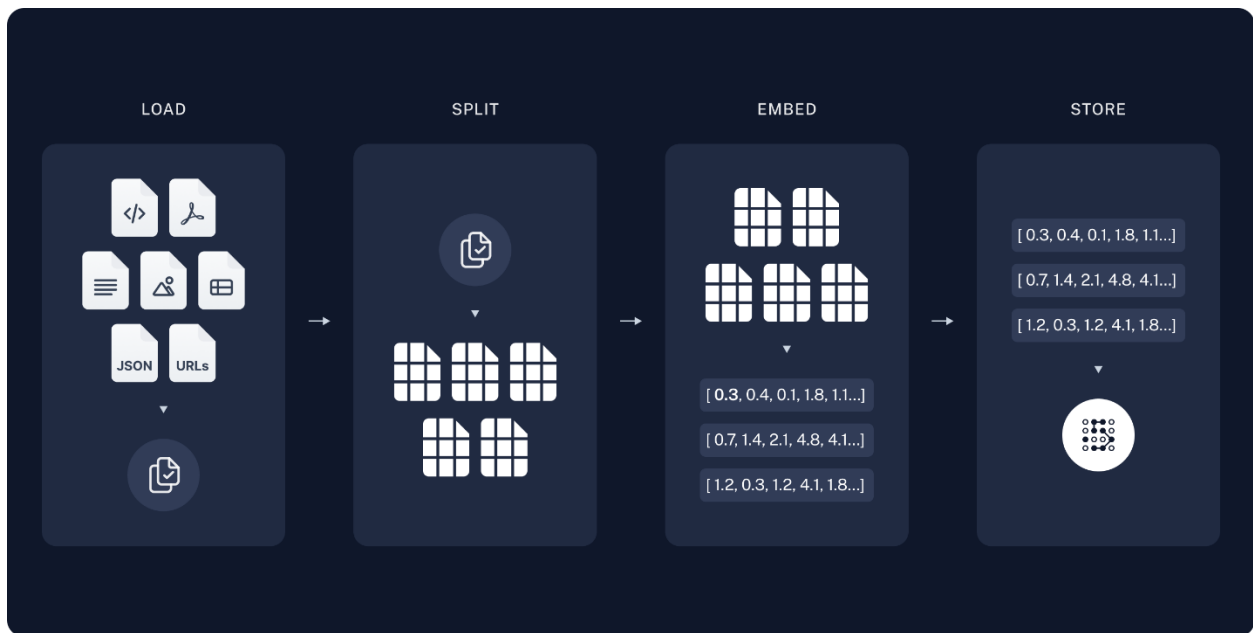 LOAD
SPLIT
EMBED
STORE
</>
JSON
URLs
[ 0.3, 0.4, 0.1, 1.8, 1.1...]
[ 0.7, 1.4, 2.1, 4.8, 4.1...]
[ 1.2, 0.3, 1.2, 4.1, 1.8...]
[ 0.3, 0.4, 0.1, 1.8, 1.1...]
[ 0.7, 1.4, 2.1, 4.8, 4.1...]
[ 1.2, 0.3, 1.2, 4.1, 1.8...]